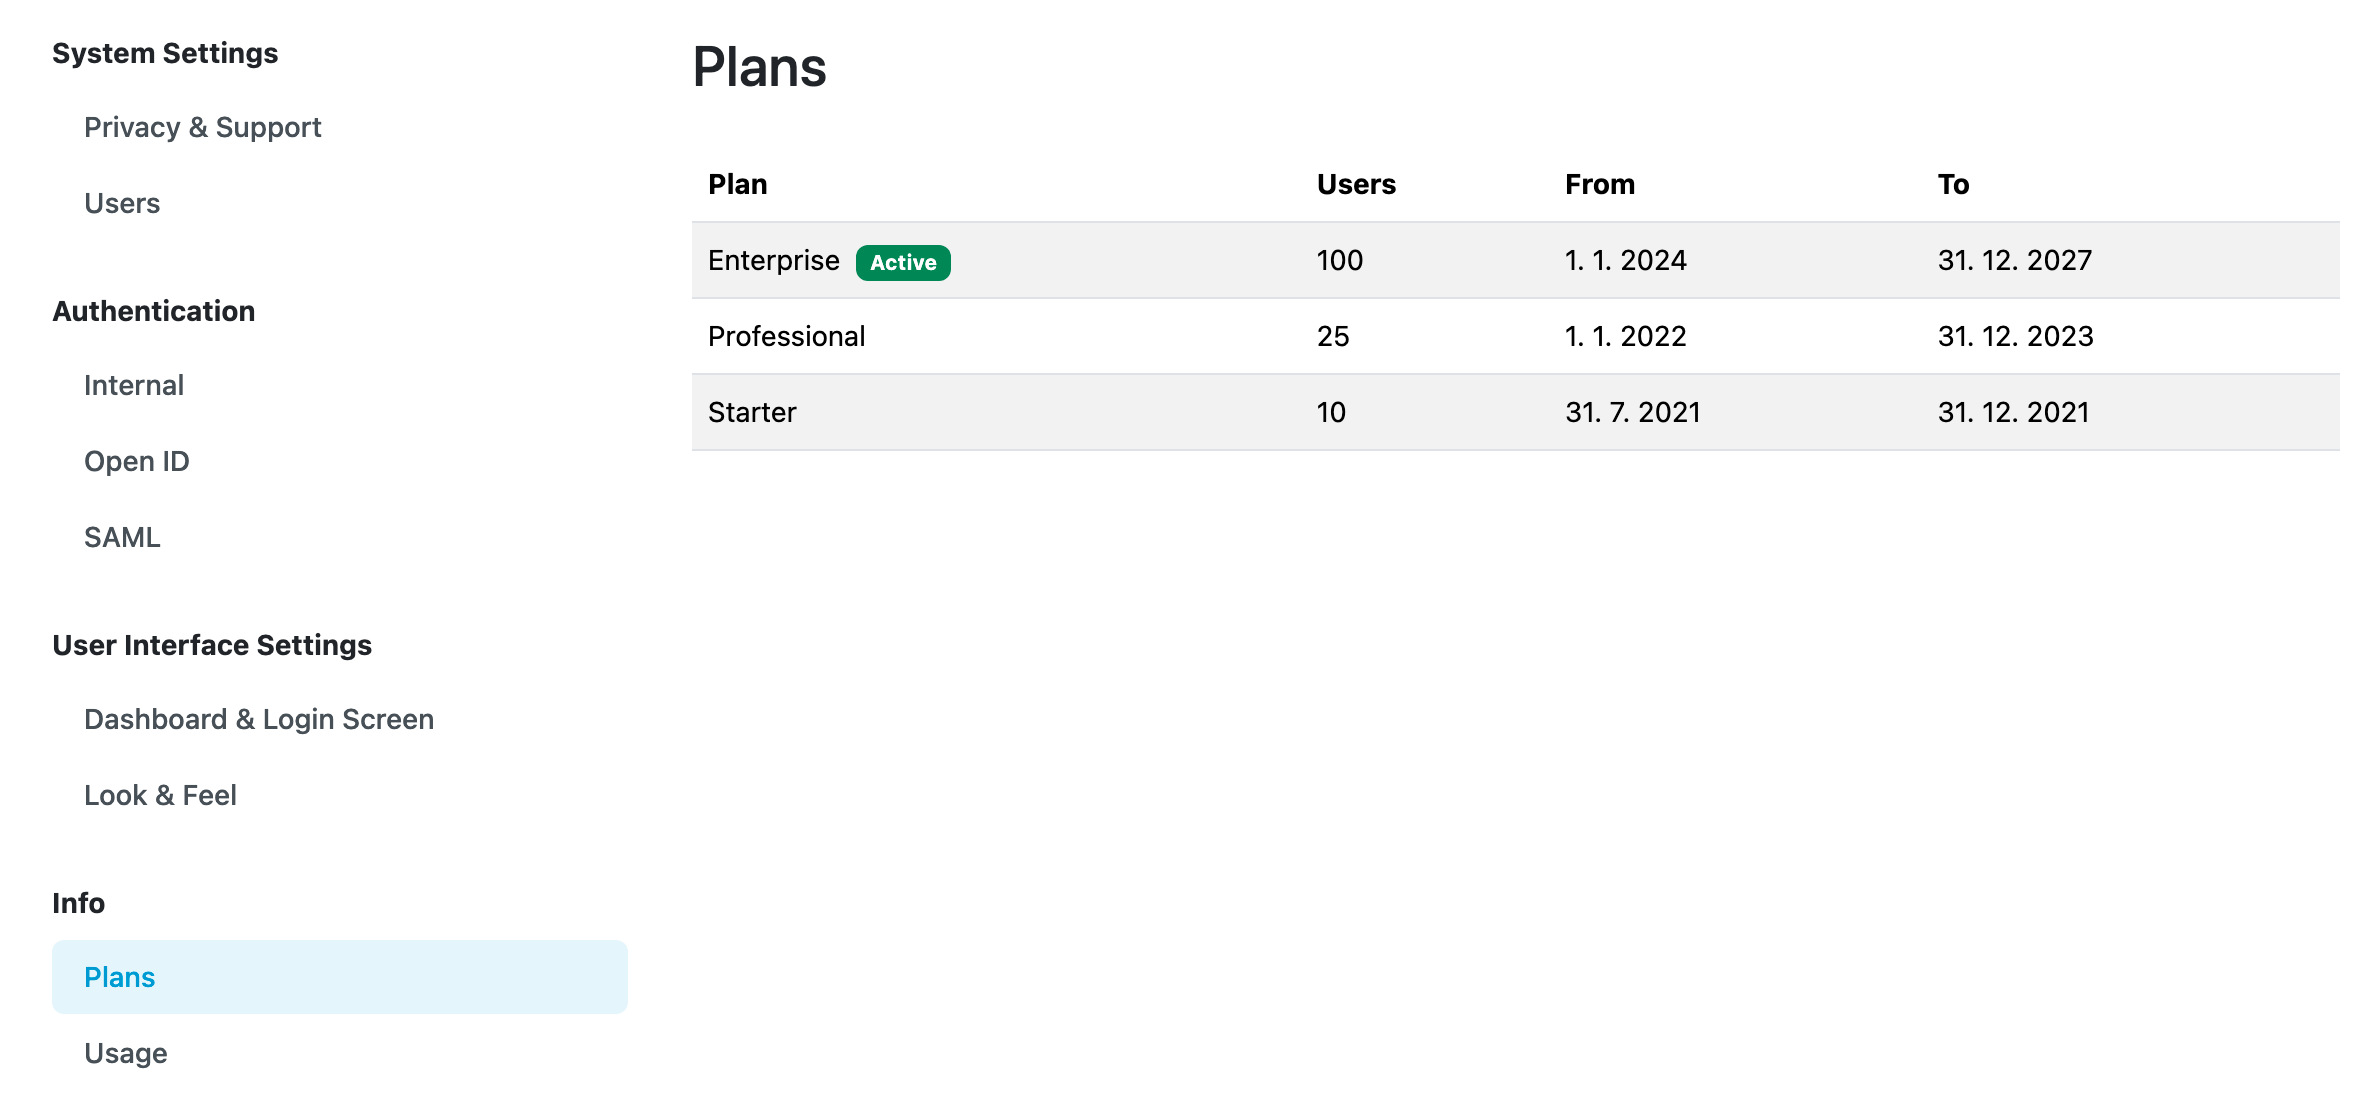 System Settings
Privacy & Support
Users
Authentication
Internal
Open ID
SAML
User Interface Settings
Dashboard & Login Screen
Look & Feel
Info
Plans
Usage
Plans
Plan Users From To
Enterprise Active 100 1. 1. 2024 31. 12. 2027
Professional 25 1. 1. 2022 31. 12. 2023
Starter 10 31. 7. 2021 31. 12. 2021